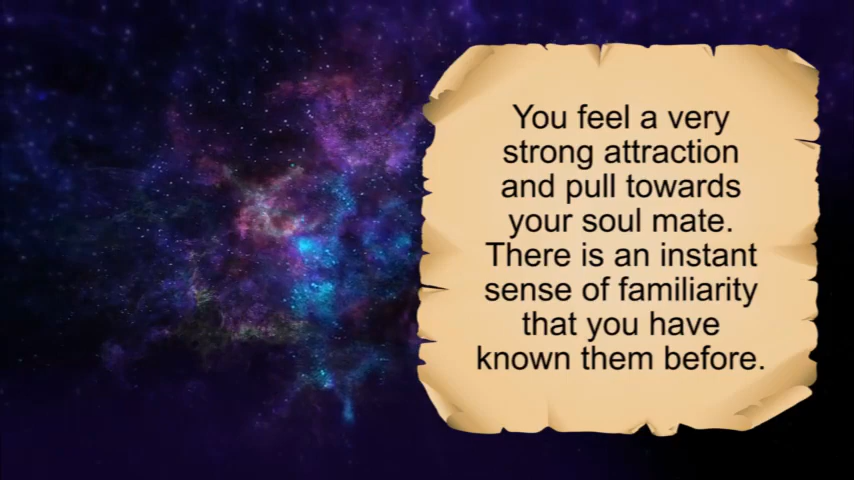 You feel a very
strong attraction
and pull towards
your soul mate.
There is an instant
sense of familiarity
that you have
known them before.